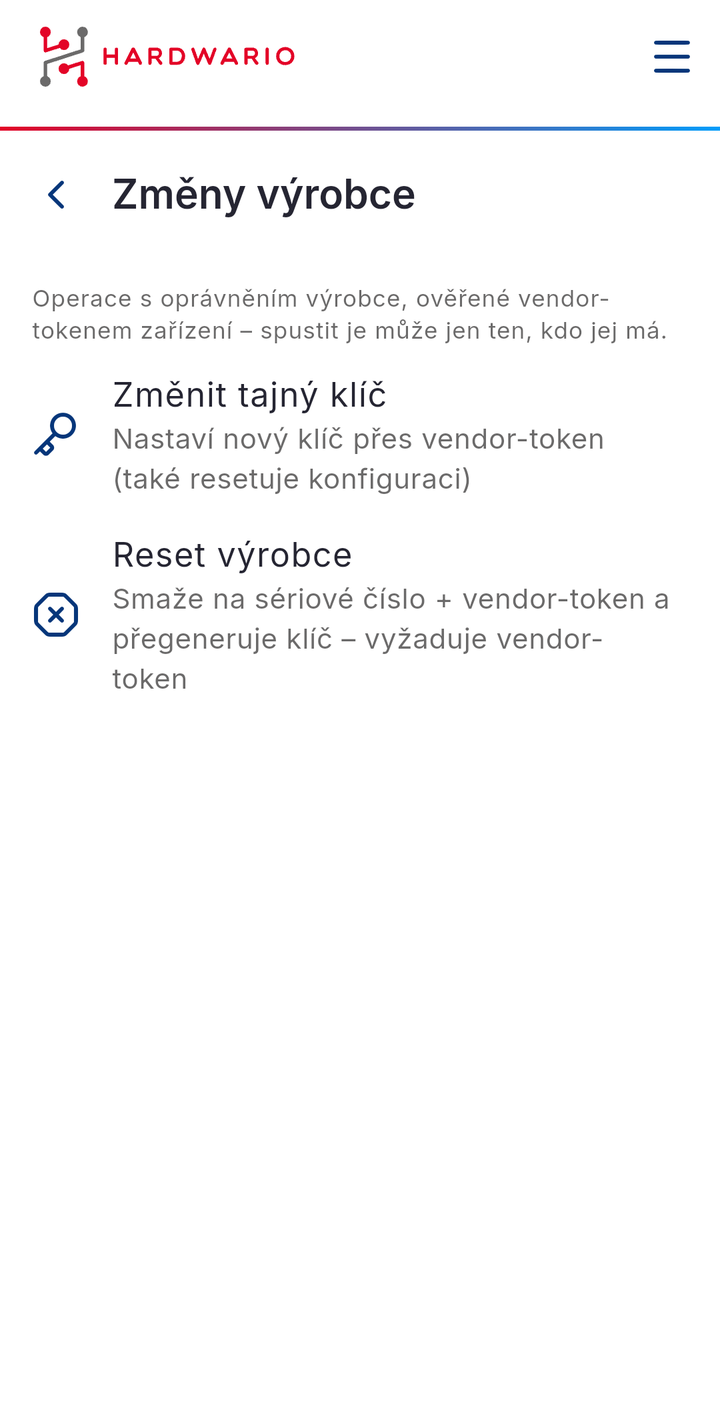 HARDWARIO
Změny výrobce
Operace s oprávněním výrobce, ověřené vendor-
tokenem zařízení – spustit je může jen ten, kdo jej má.
Změnit tajný klíč
Nastaví nový klíč přes vendor-token
(také resetuje konfiguraci)
Reset výrobce
Smaže na sériové číslo + vendor-token a
přegeneruje klíč – vyžaduje vendor-
token